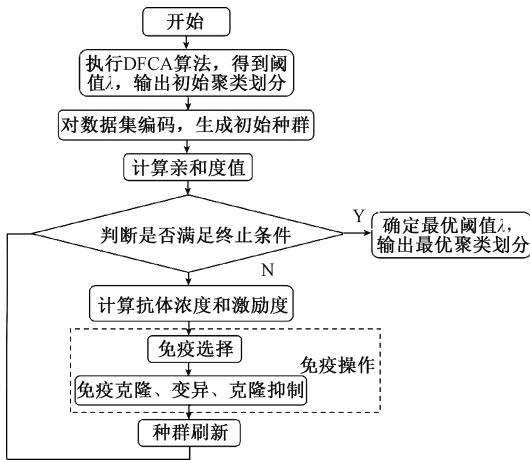 开始
执行DFCA算法，得到阈
值λ，输出初始聚类划分
对数据集编码，生成初始种群
计算亲和度值
判断是否满足终止条件
Y
确定最优阈值λ，
输出最优聚类划分
N
计算抗体浓度和激励度
免疫选择
免疫操作
免疫克隆、变异、克隆抑制
种群刷新